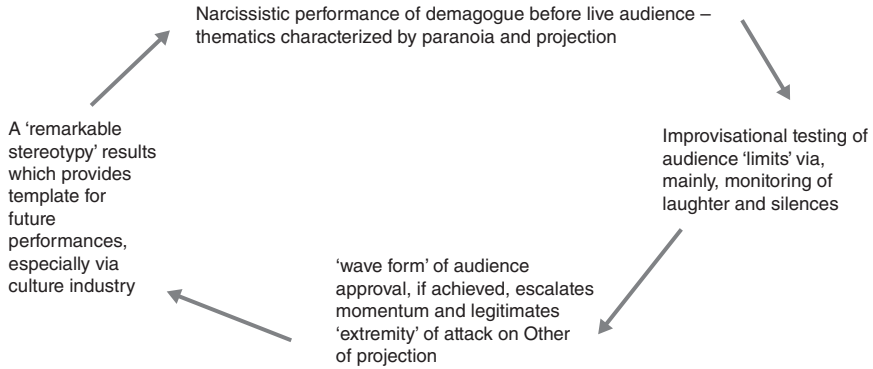 Narcissistic performance of demagogue before live audience –
thematics characterized by paranoia and projection
Improvisational testing of
audience ‘limits’ via,
mainly, monitoring of
laughter and silences
‘wave form’ of audience
approval, if achieved, escalates
momentum and legitimates
‘extremity’ of attack on Other
of projection
A ‘remarkable
stereotypy’ results
which provides
template for
future
performances,
especially via
culture industry